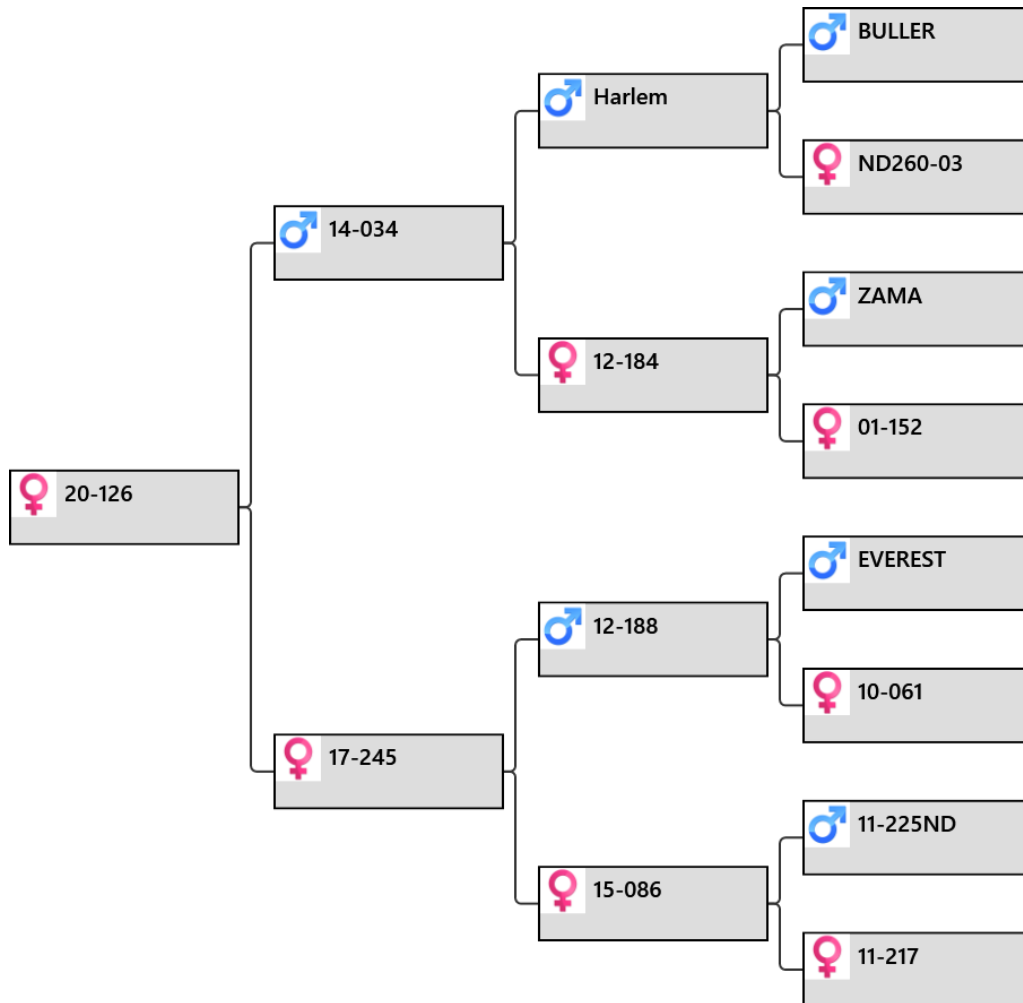 BULLER
Harlem
ND260-03
14-034
ZAMA
12-184
01-152
20-126
EVEREST
12-188
10-061
17-245
11-225ND
15-086
11-217